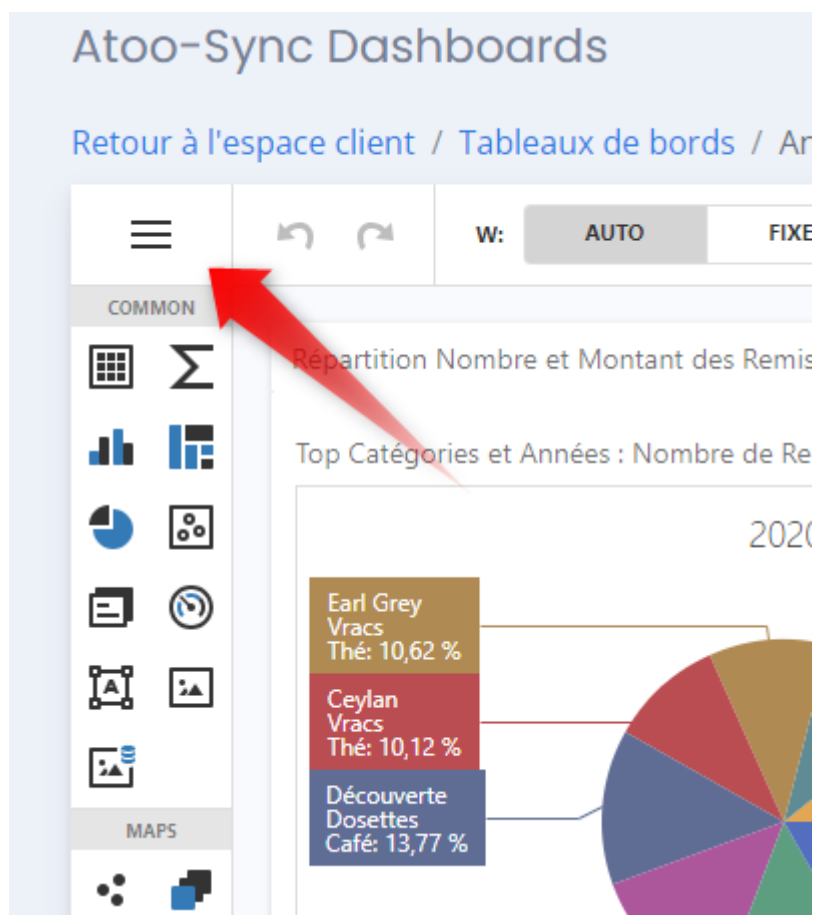 Atoo-Sync Dashboards
Retour à l'espace client / Tableaux de bords /
W: AUTO FIXE
COMMON
Répartition Nombre et Montant des Remis
Top Catégories et Années : Nombre de Re
2020
Earl Grey
Vracs
Thé: 10,62 %
Ceylan
Vracs
Thé: 10,12 %
Découverte
Dosettes
Café: 13,77 %
MAPS